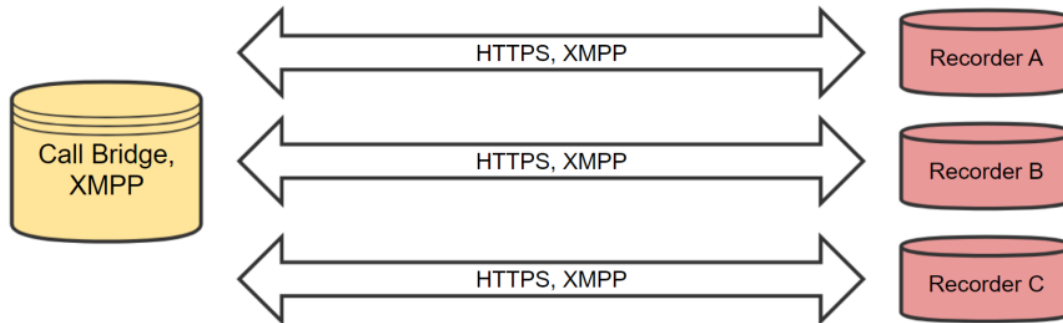 HTTPS, XMPP
Recorder A
Call Bridge,
XMPP
HTTPS, XMPP
Recorder B
HTTPS, XMPP
Recorder C